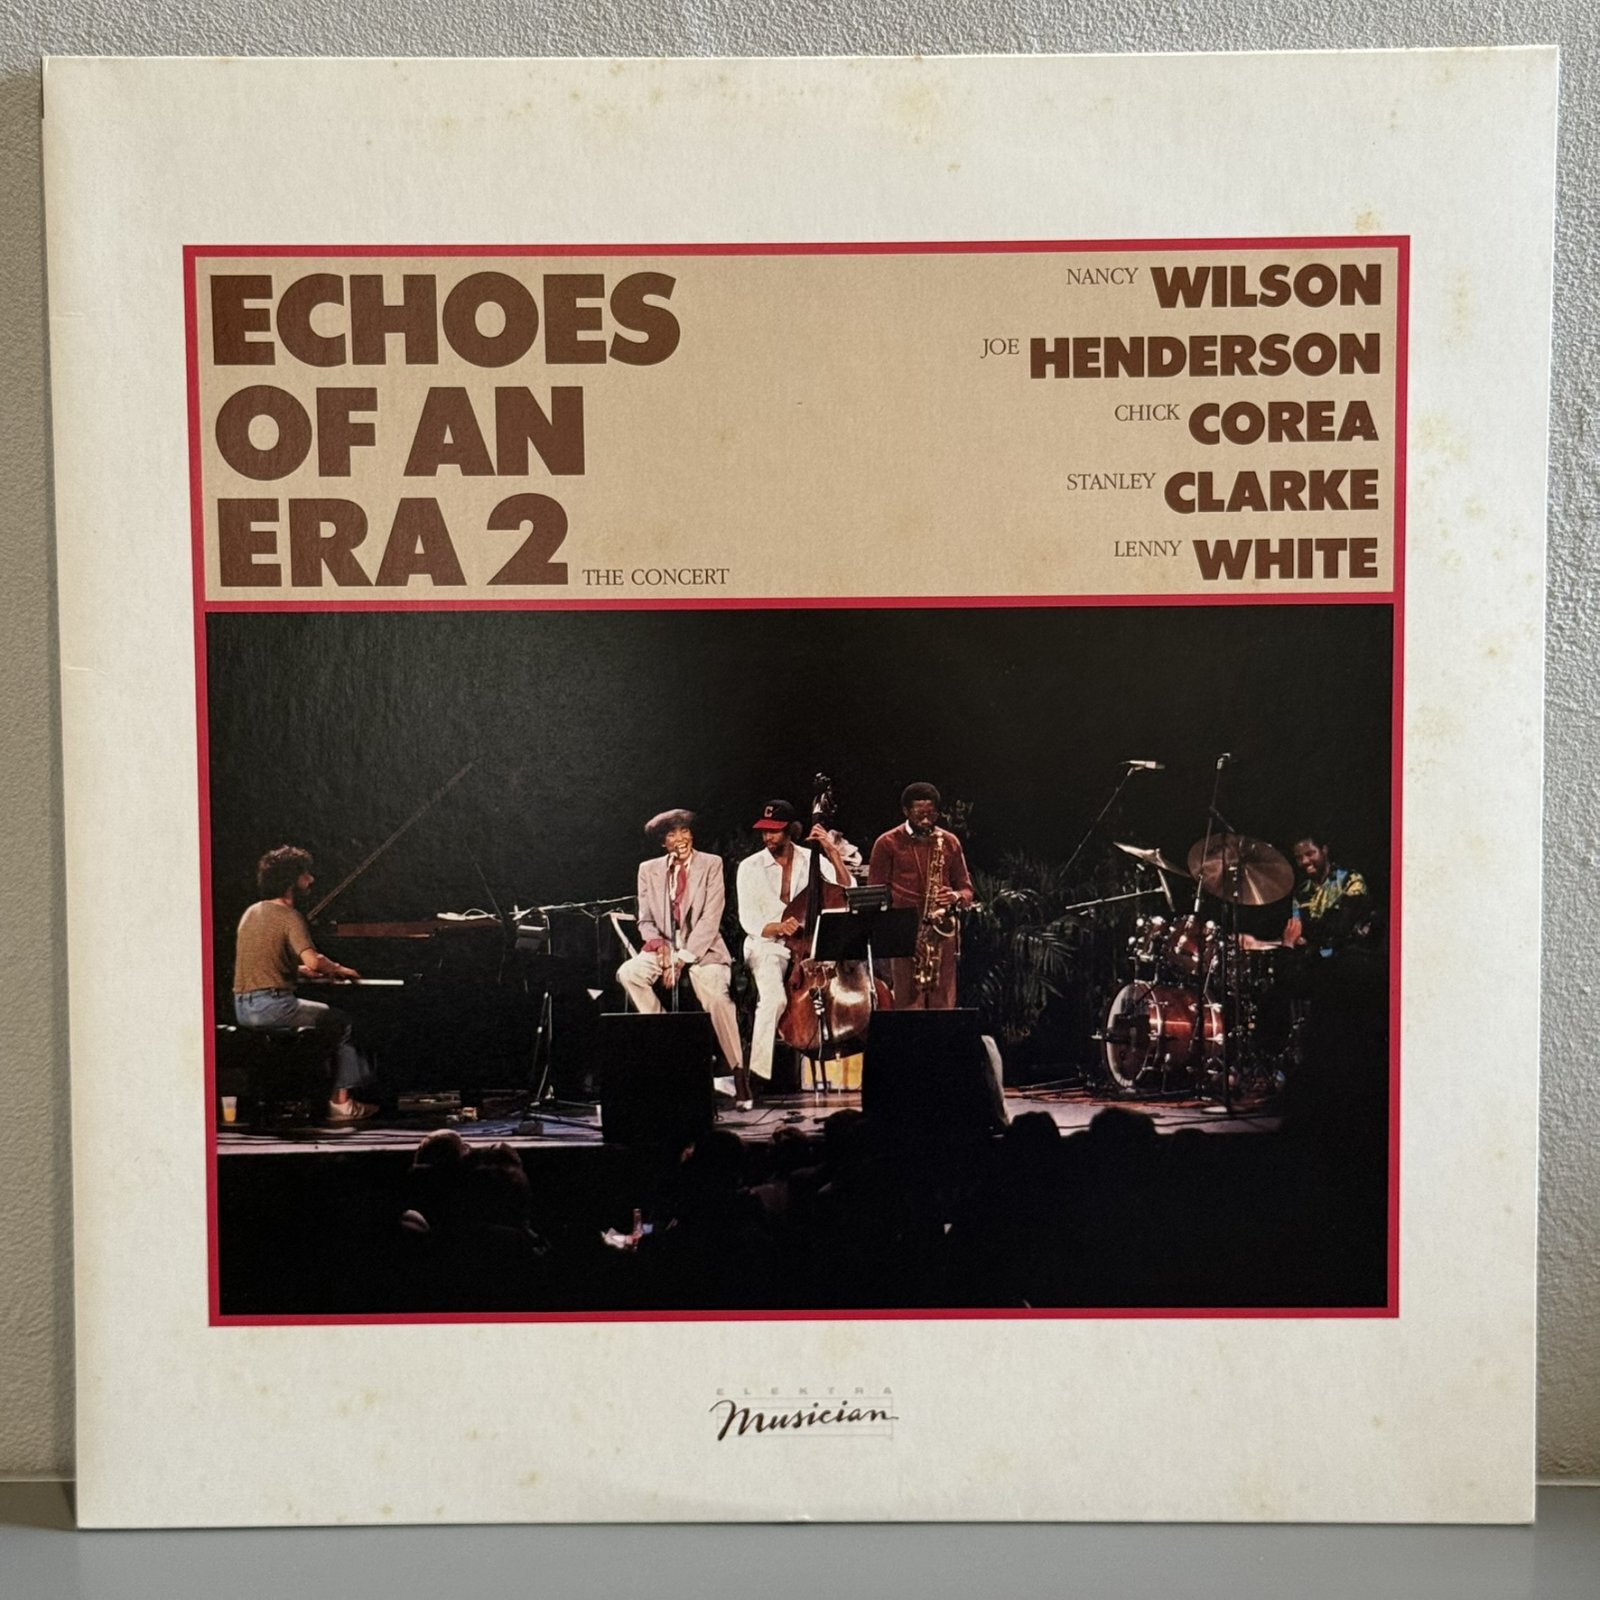 ECHOES
OF AN
ERA 2 THE CONCERT
NANCY WILSON
JOE HENDERSON
CHICK COREA
STANLEY CLARKE
LENNY WHITE
C
ELEKTRA
Musician